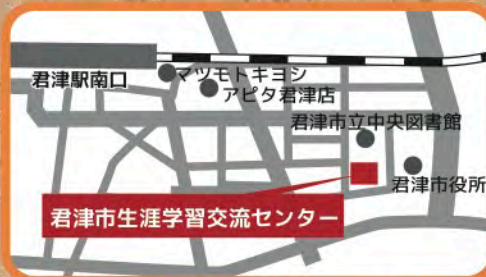 君津駅南口
マツモトキヨシ
アピタ君津店
君津市立中央図書館
君津市役所
君津市生涯学習交流センター